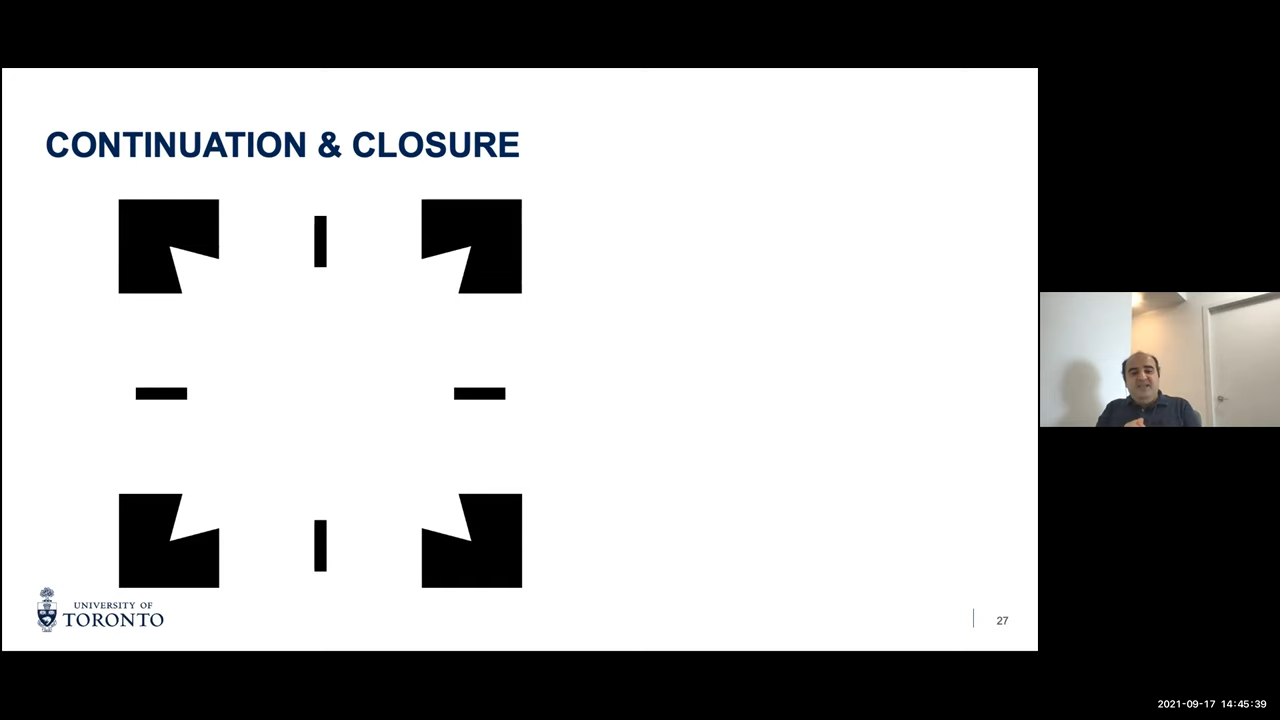 CONTINUATION & CLOSURE
UNIVERSITY OF
TORONTO
27
2021-09-17 14:45:39